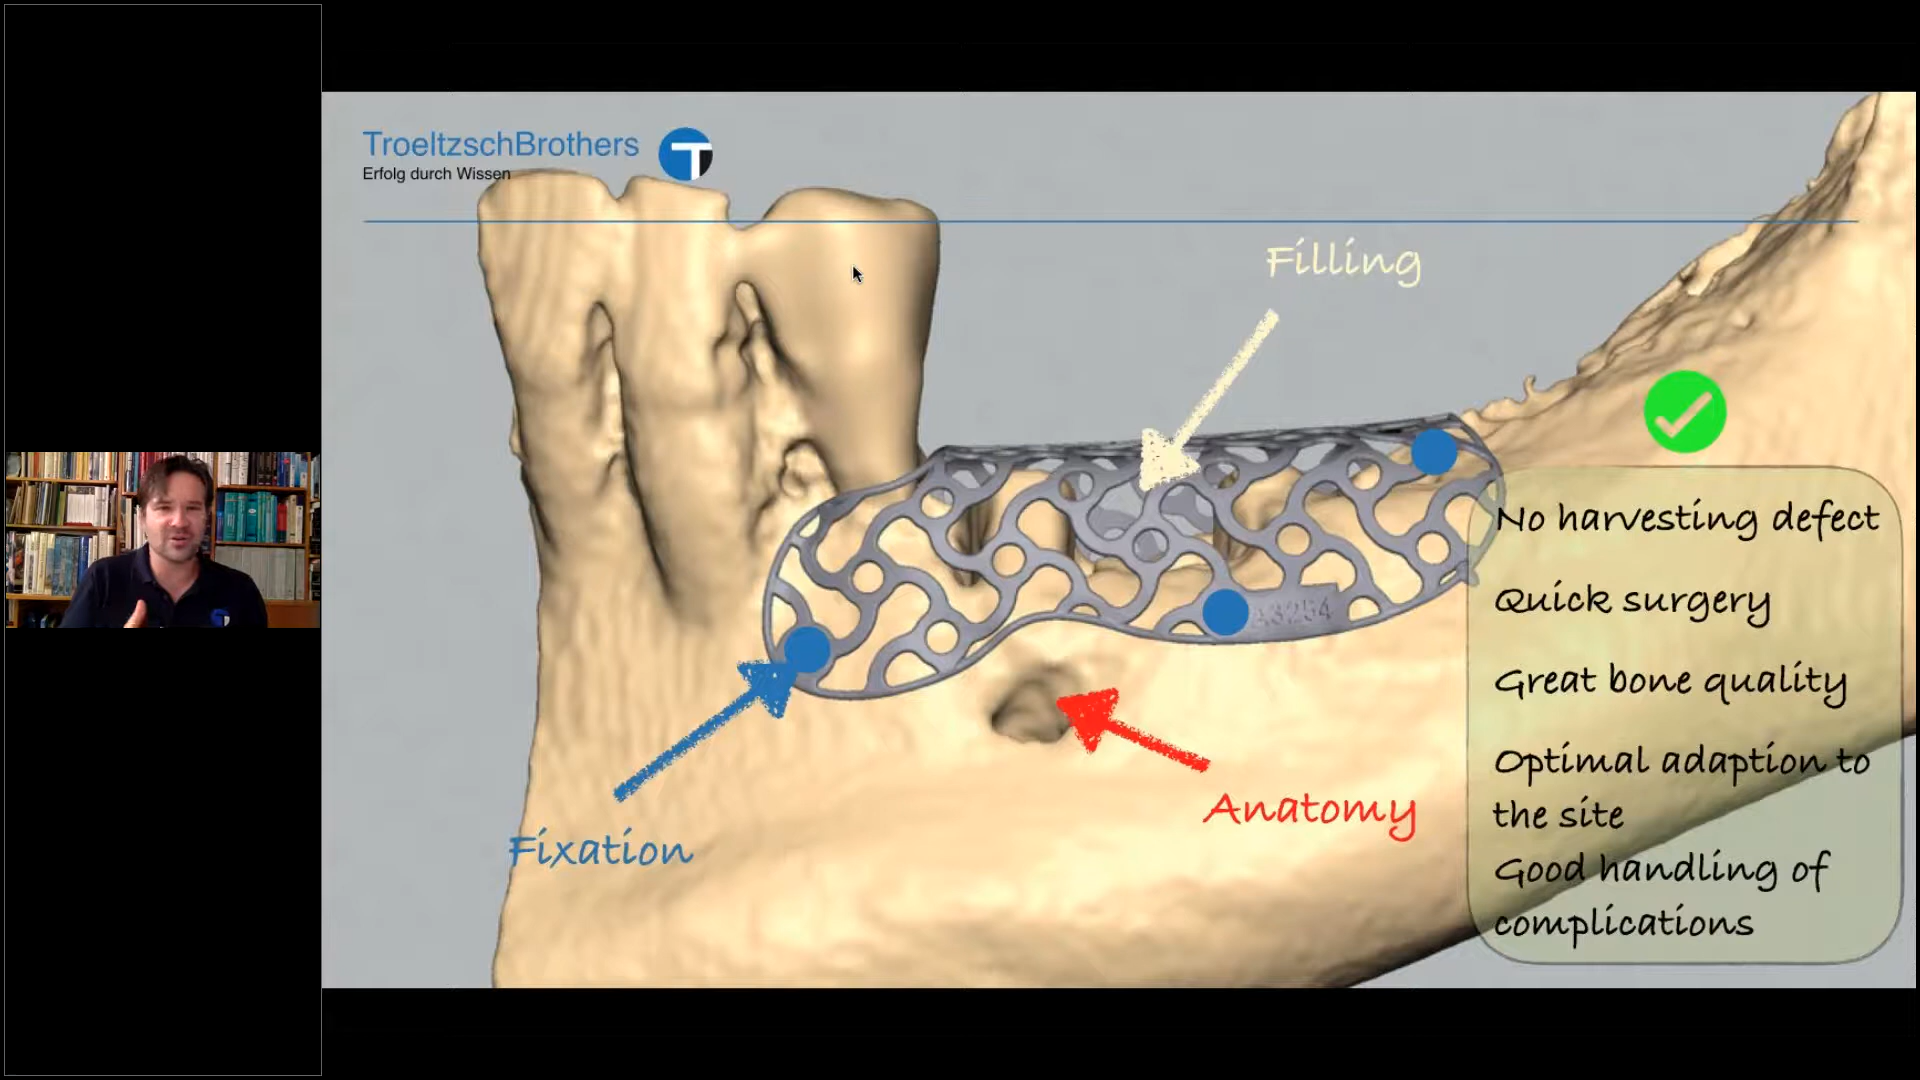 TroeltzschBrothers
T
Erfolg durch Wissen
Filling
A3254
Fixation
Anatomy
No harvesting defect
Quick surgery
Great bone quality
Optimal adaption to
the site
Good handling of
complications